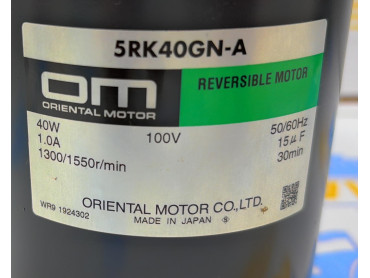 5RK40GN-A
om
ORIENTAL MOTOR
REVERSIBLE MOTOR
40W 100V 50/60Hz
1.0A 15μF
1300/1550r/min 30min
ORIENTAL MOTOR CO.,LTD.
WR9 1924302 MADE IN JAPAN Ⓢ